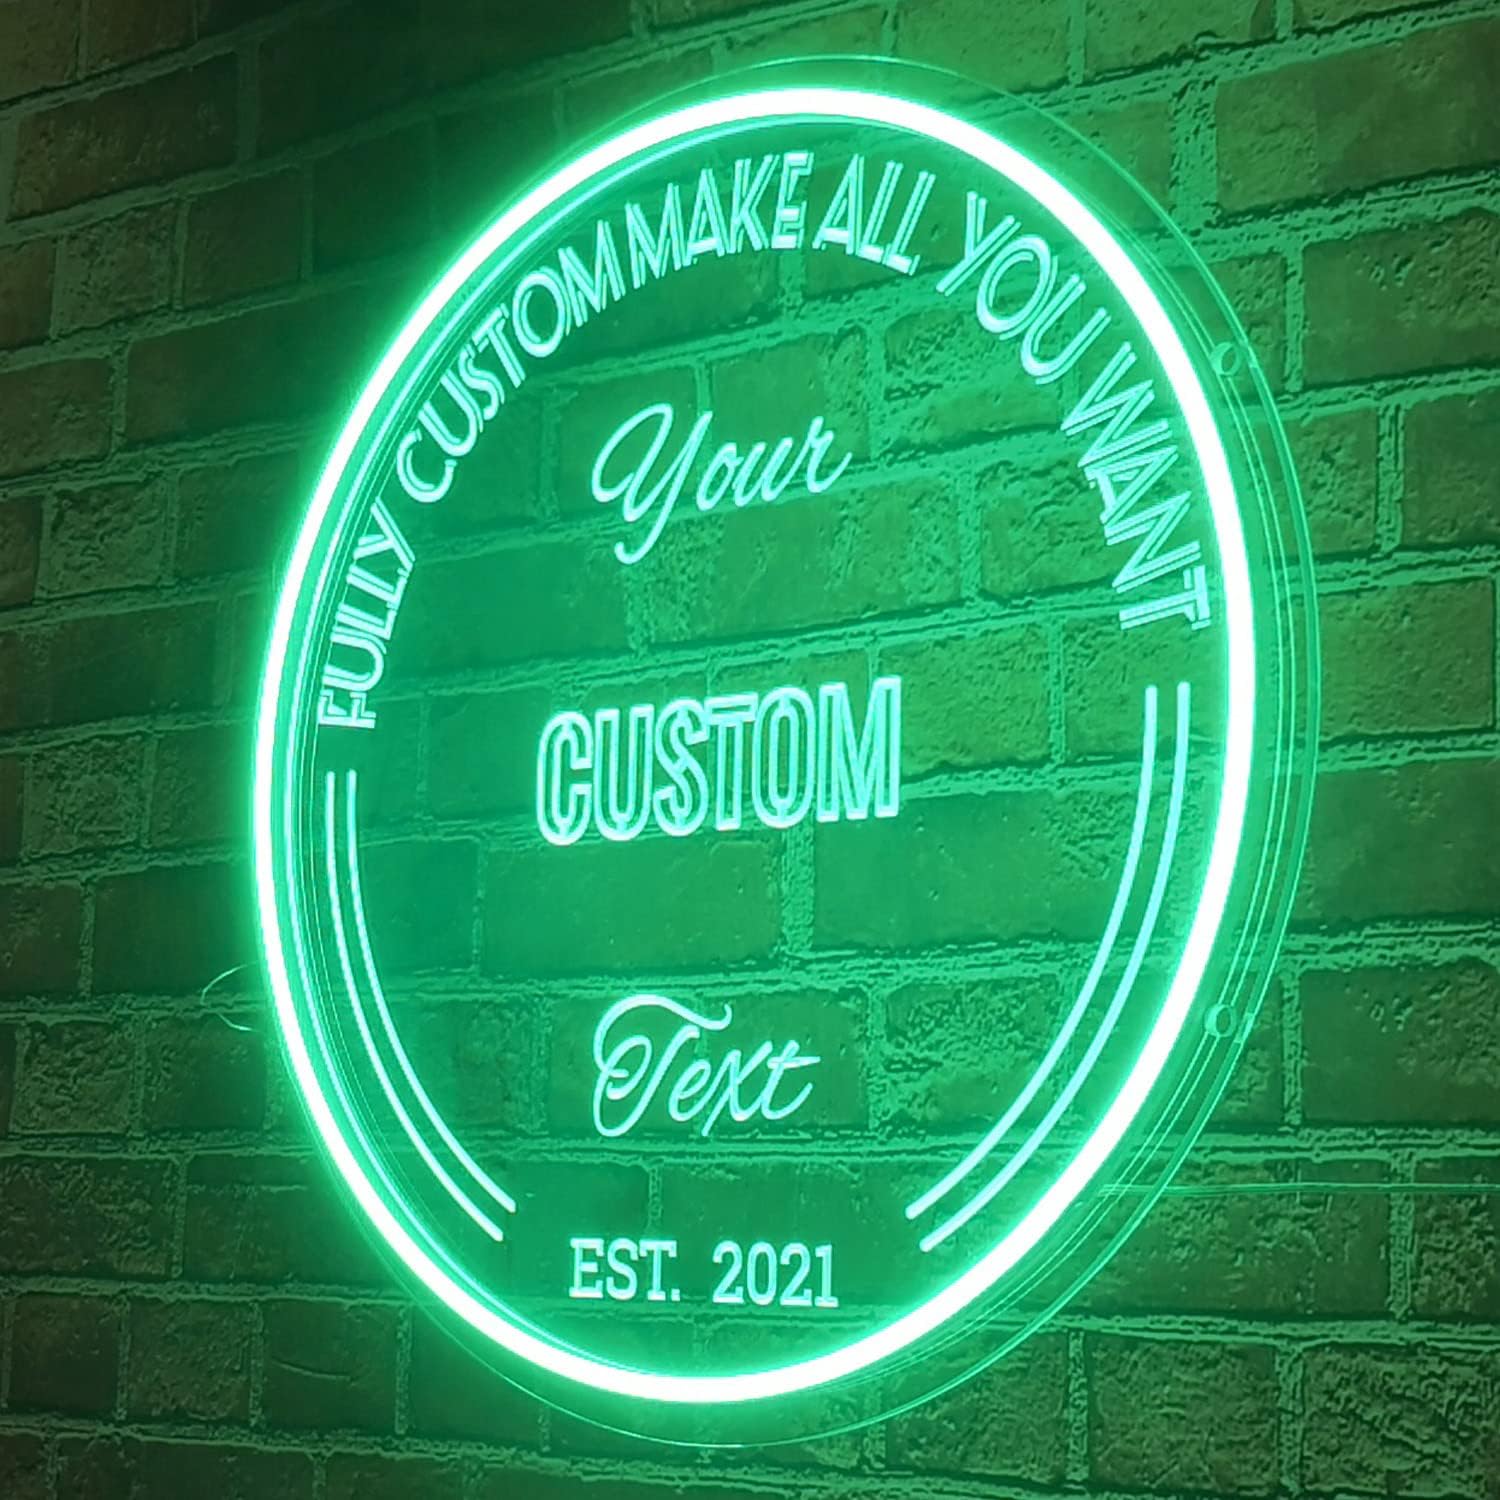 FULLY CUSTOM MAKE ALL YOU WANT
Your
CUSTOM
Text
EST. 2021